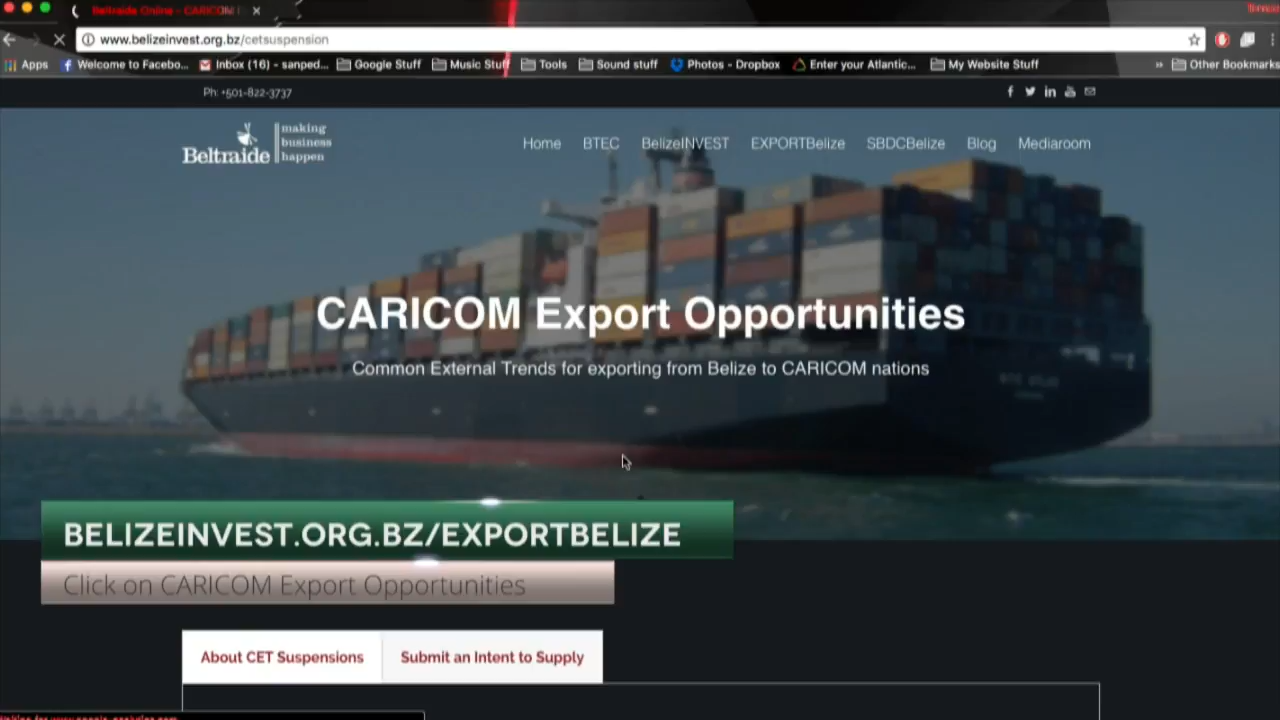 Beltraide Online - CARICOM
www.belizeinvest.org.bz/cetsuspension
Apps Welcome to Facebo... Inbox (16) - sanped... Google Stuff Music Stuff Tools Sound stuff Photos - Dropbox Enter your Atlantic... My Website Stuff » Other Bookmarks
Ph: +501-822-3737
Beltraide making business happen
Home BTEC BelizeINVEST EXPORTBelize SBDCBelize Blog Mediaroom
CARICOM Export Opportunities
Common External Trends for exporting from Belize to CARICOM nations
BELIZEINVEST.ORG.BZ/EXPORTBELIZE
Click on CARICOM Export Opportunities
About CET Suspensions Submit an Intent to Supply